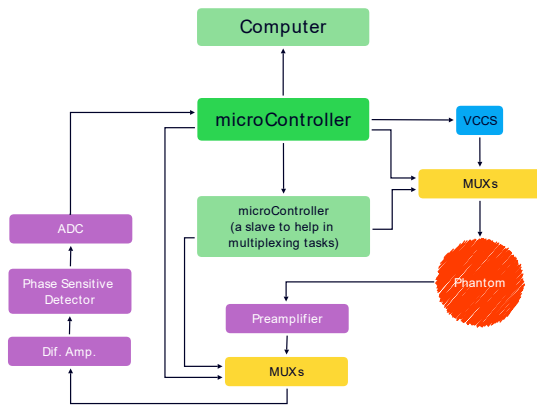 Computer
microController
VCCS
MUXs
microController
(a slave to help in
multiplexing tasks)
ADC
Phase Sensitive
Detector
Phantom
Preamplifier
Dif. Amp.
MUXs